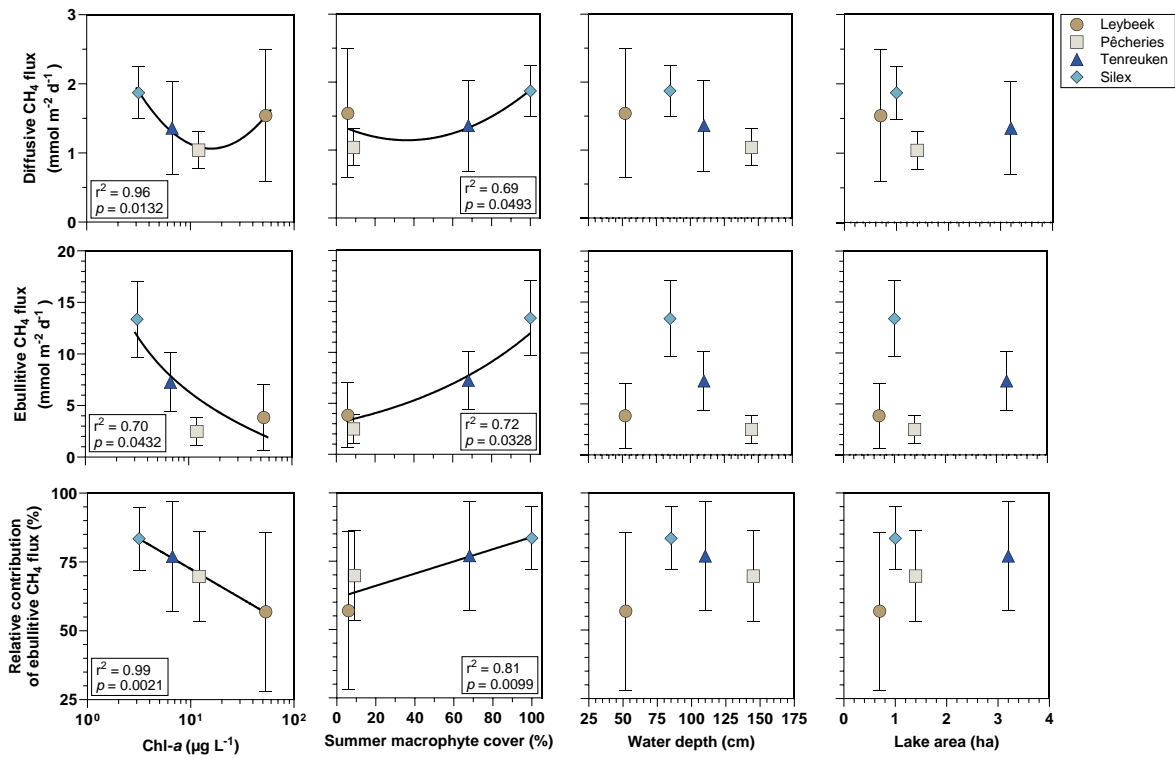 Leybeek
Pêcheries
Tenreuken
Silex
Diffusive CH₄ flux
(mmol m⁻² d⁻¹)
3
2
1
0
r² = 0.96
p = 0.0132
r² = 0.69
p = 0.0493
Ebullitive CH₄ flux
(mmol m⁻² d⁻¹)
20
15
10
5
0
r² = 0.70
p = 0.0432
r² = 0.72
p = 0.0328
Relative contribution
of ebullitive CH₄ flux (%)
100
75
50
25
r² = 0.99
p = 0.0021
r² = 0.81
p = 0.0099
10⁰ 10¹ 10²
0 20 40 60 80 100
25 50 75 100 125 150 175
0 1 2 3 4
Chl-a (µg L⁻¹)
Summer macrophyte cover (%)
Water depth (cm)
Lake area (ha)